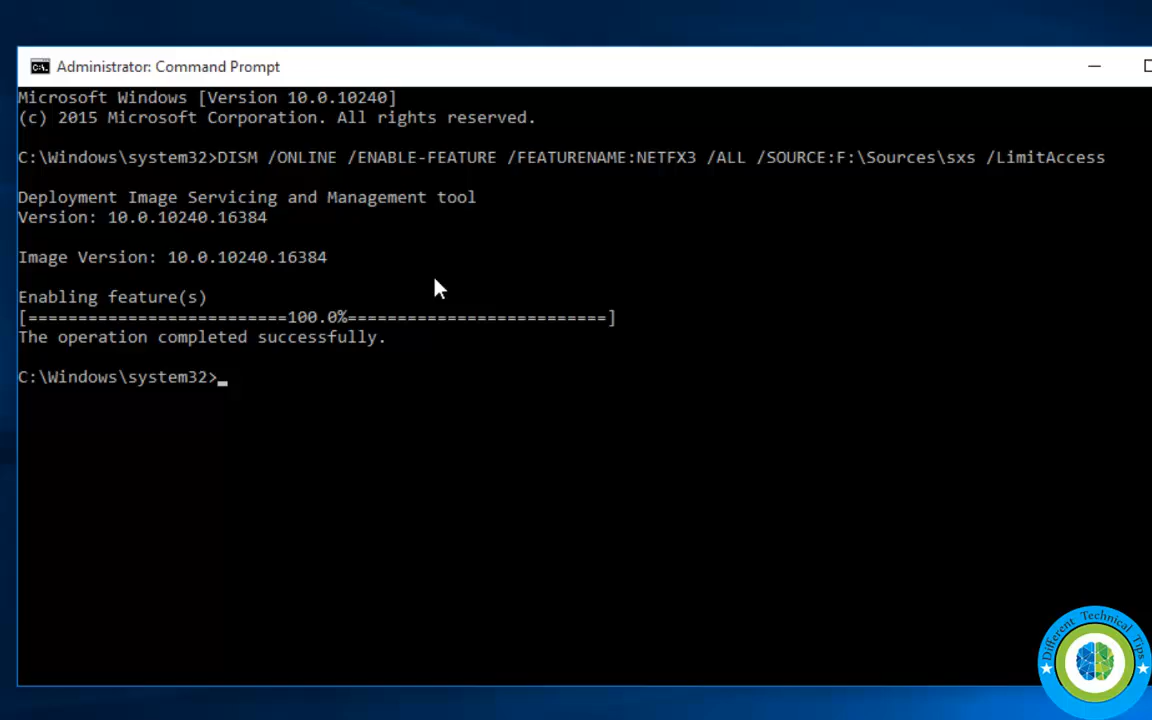 Administrator: Command Prompt
Microsoft Windows [Version 10.0.10240]
(c) 2015 Microsoft Corporation. All rights reserved.
C:\Windows\system32>DISM /ONLINE /ENABLE-FEATURE /FEATURENAME:NETFX3 /ALL /SOURCE:F:\Sources\sxs /LimitAccess
Deployment Image Servicing and Management tool
Version: 10.0.10240.16384
Image Version: 10.0.10240.16384
Enabling feature(s)
[==========================100.0%==========================]
The operation completed successfully.
C:\Windows\system32>
Different Technical Tips